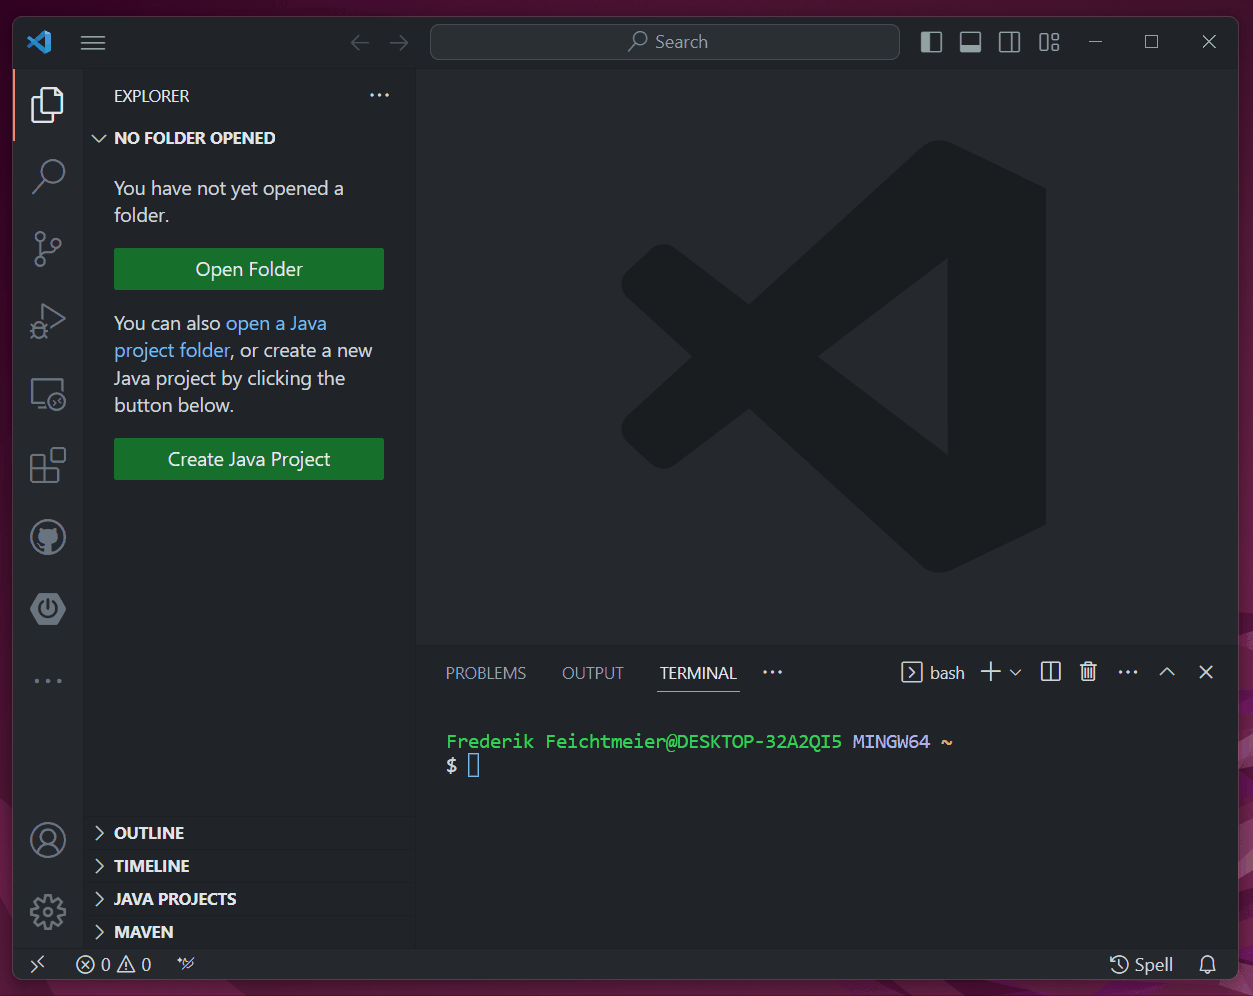 Search
EXPLORER
NO FOLDER OPENED
You have not yet opened a
folder.
Open Folder
You can also open a Java
project folder, or create a new
Java project by clicking the
button below.
Create Java Project
OUTLINE
TIMELINE
JAVA PROJECTS
MAVEN
PROBLEMS OUTPUT TERMINAL bash
Frederik Feichtmeier@DESKTOP-32A2QI5 MINGW64 ~
$
0 0 Spell